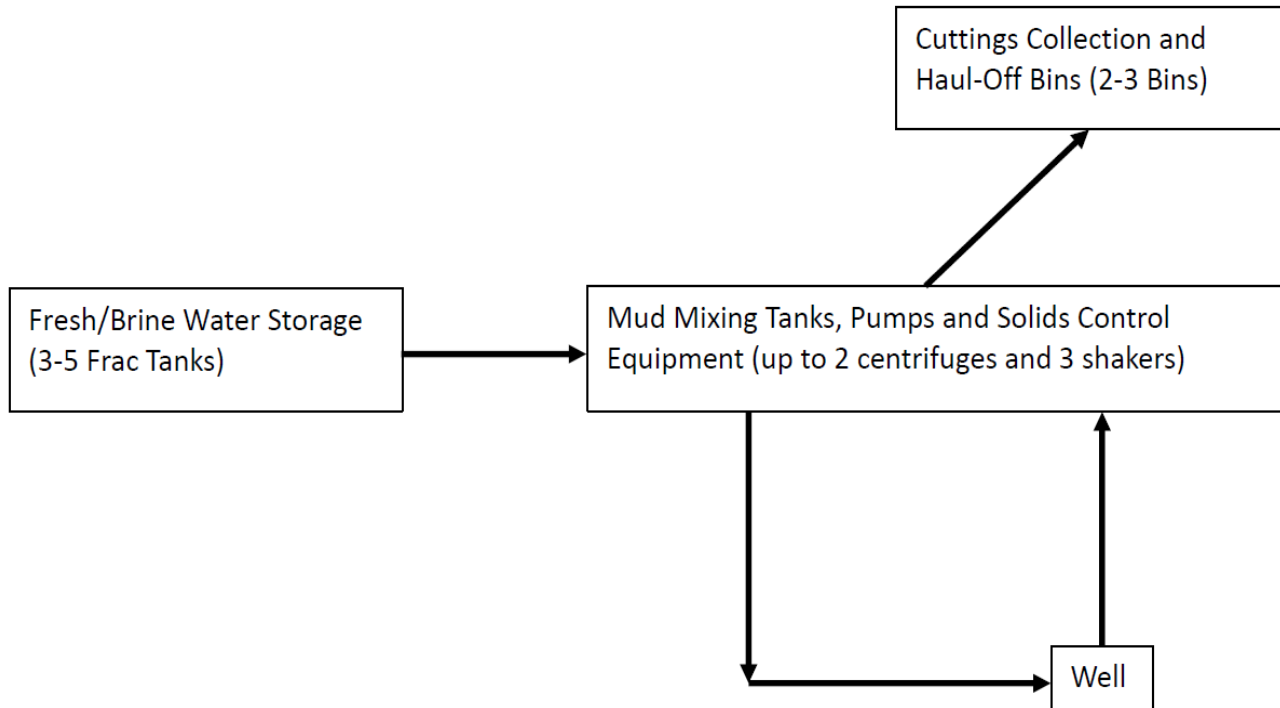 Cuttings Collection and
Haul-Off Bins (2-3 Bins)
Fresh/Brine Water Storage
(3-5 Frac Tanks)
Mud Mixing Tanks, Pumps and Solids Control
Equipment (up to 2 centrifuges and 3 shakers)
Well